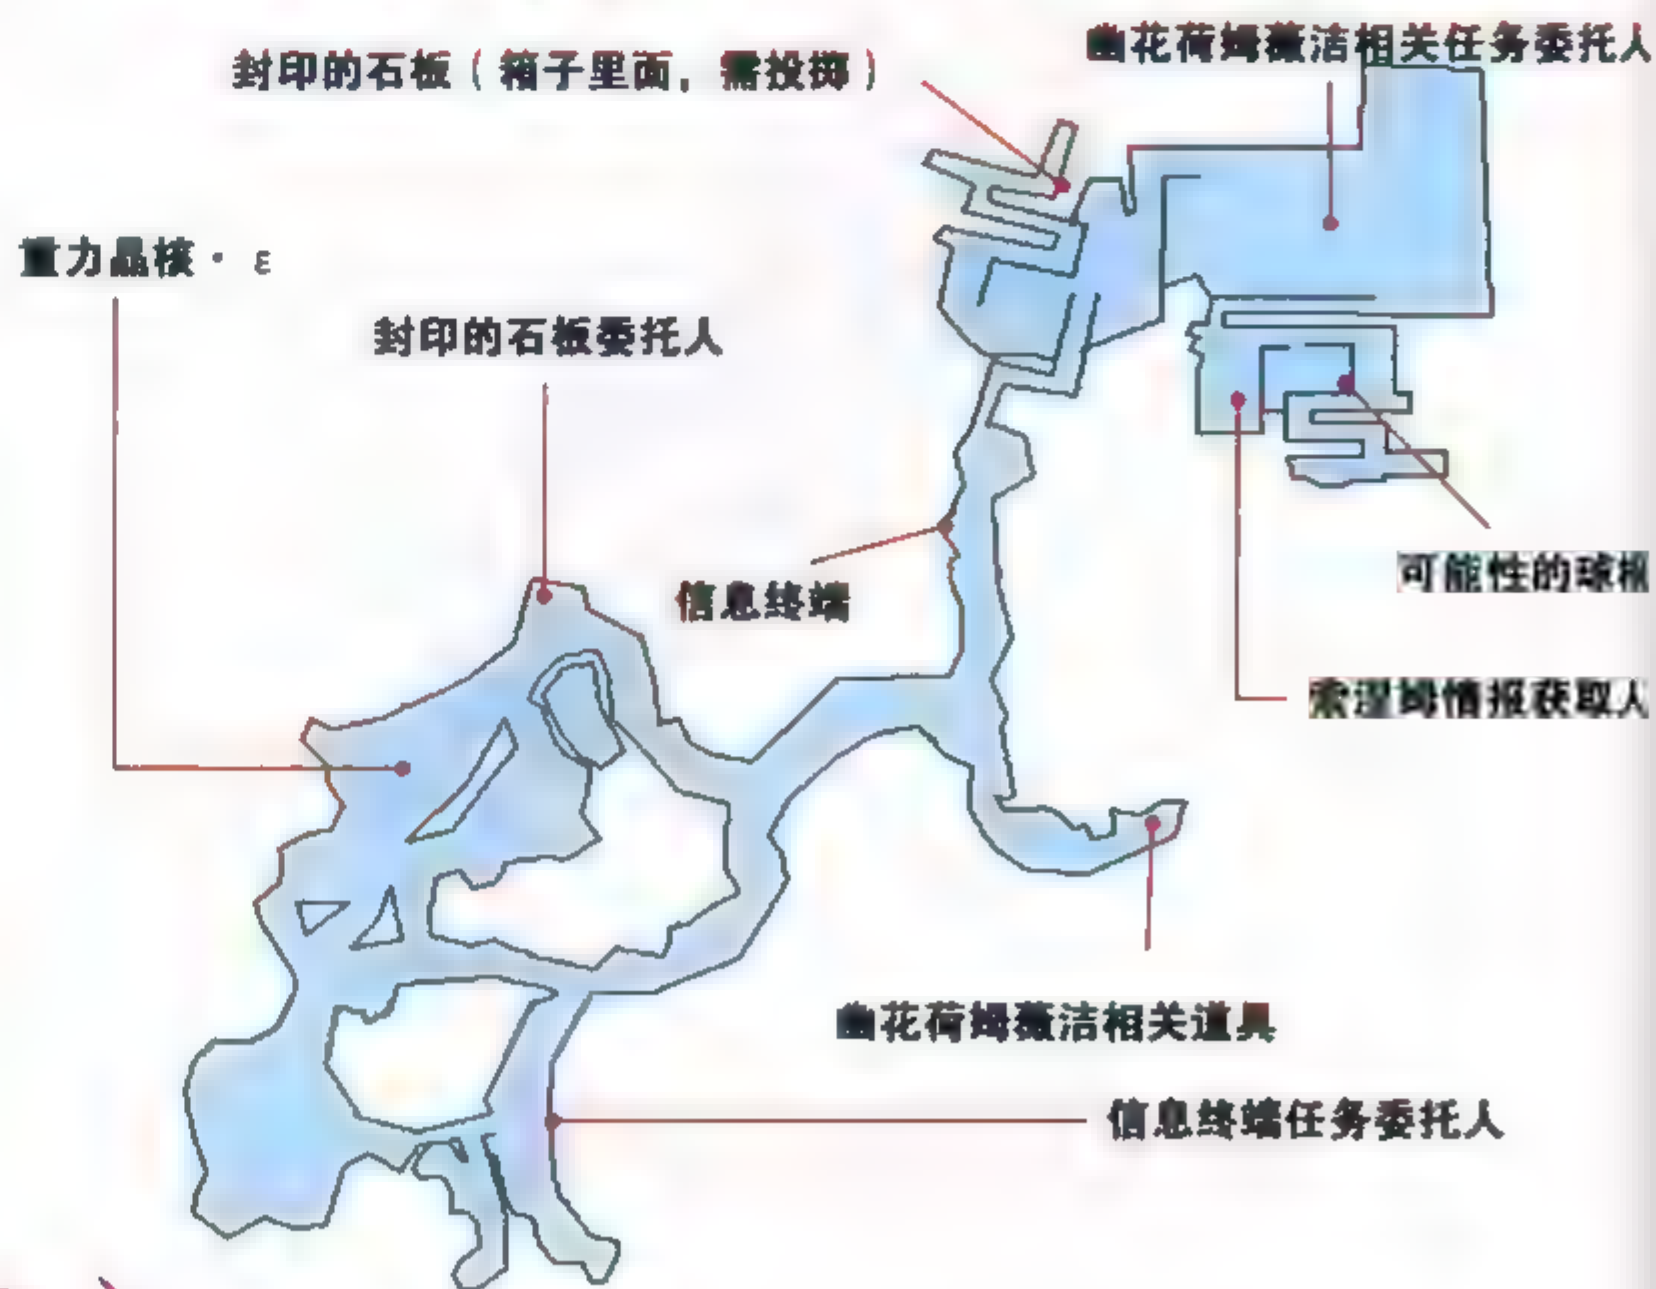 封印的石板（箱子里面，需投掷）
幽花荷姆薇洁相关任务委托人
重力晶核·ε
封印的石板委托人
信息终端
可能性的球根
索涅姆情报获取人
幽花荷姆薇洁相关道具
信息终端任务委托人